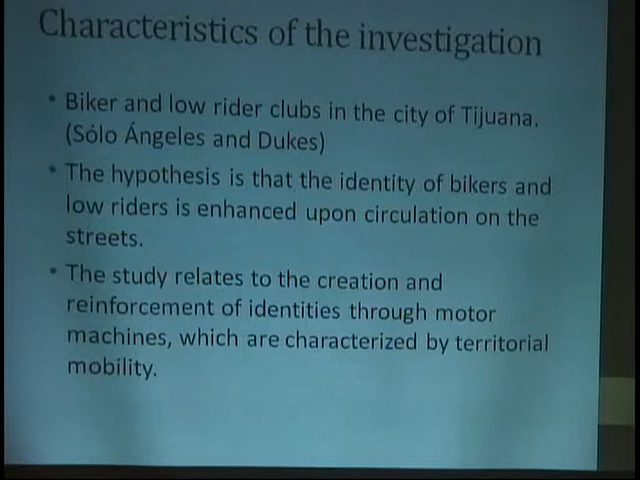 Characteristics of the investigation
• Biker and low rider clubs in the city of Tijuana.
(Sólo Ángeles and Dukes)
• The hypothesis is that the identity of bikers and
low riders is enhanced upon circulation on the
streets.
• The study relates to the creation and
reinforcement of identities through motor
machines, which are characterized by territorial
mobility.